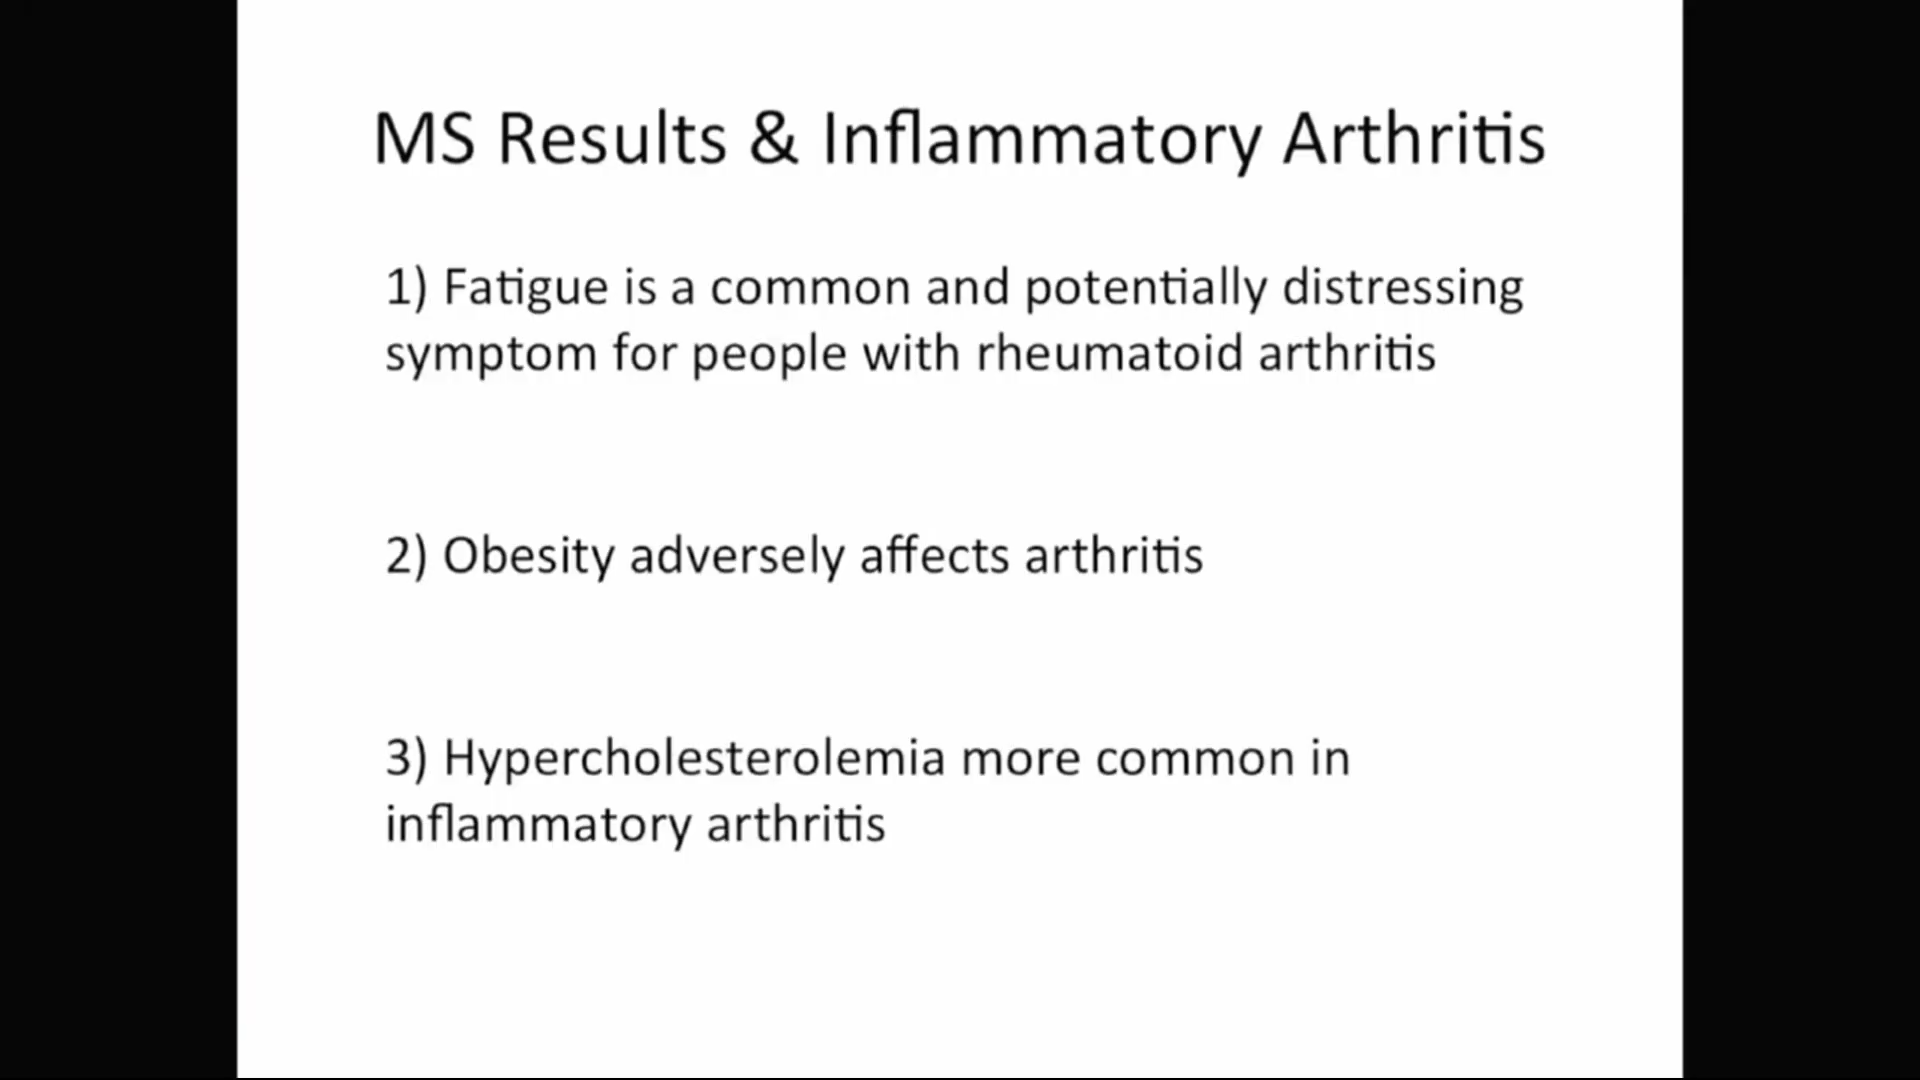 MS Results & Inflammatory Arthritis
1) Fatigue is a common and potentially distressing
symptom for people with rheumatoid arthritis
2) Obesity adversely affects arthritis
3) Hypercholesterolemia more common in
inflammatory arthritis